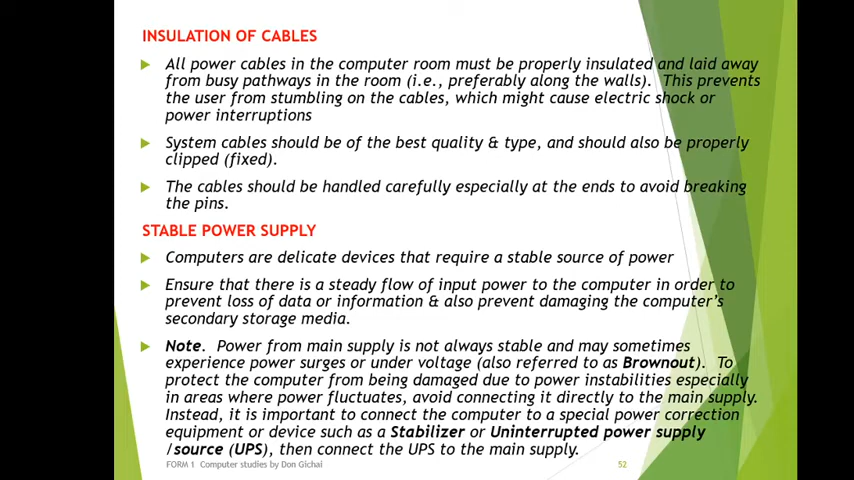 INSULATION OF CABLES
All power cables in the computer room must be properly insulated and laid away
from busy pathways in the room (i.e., preferably along the walls).  This prevents
the user from stumbling on the cables, which might cause electric shock or
power interruptions
System cables should be of the best quality & type, and should also be properly
clipped (fixed).
The cables should be handled carefully especially at the ends to avoid breaking
the pins.
STABLE POWER SUPPLY
Computers are delicate devices that require a stable source of power
Ensure that there is a steady flow of input power to the computer in order to
prevent loss of data or information & also prevent damaging the computer's
secondary storage media.
Note.  Power from main supply is not always stable and may sometimes
experience power surges or under voltage (also referred to as Brownout).  To
protect the computer from being damaged due to power instabilities especially
in areas where power fluctuates, avoid connecting it directly to the main supply.
Instead, it is important to connect the computer to a special power correction
equipment or device such as a Stabilizer or Uninterrupted power supply
/source (UPS), then connect the UPS to the main supply.
FORM 1  Computer studies by Don Gichai
52